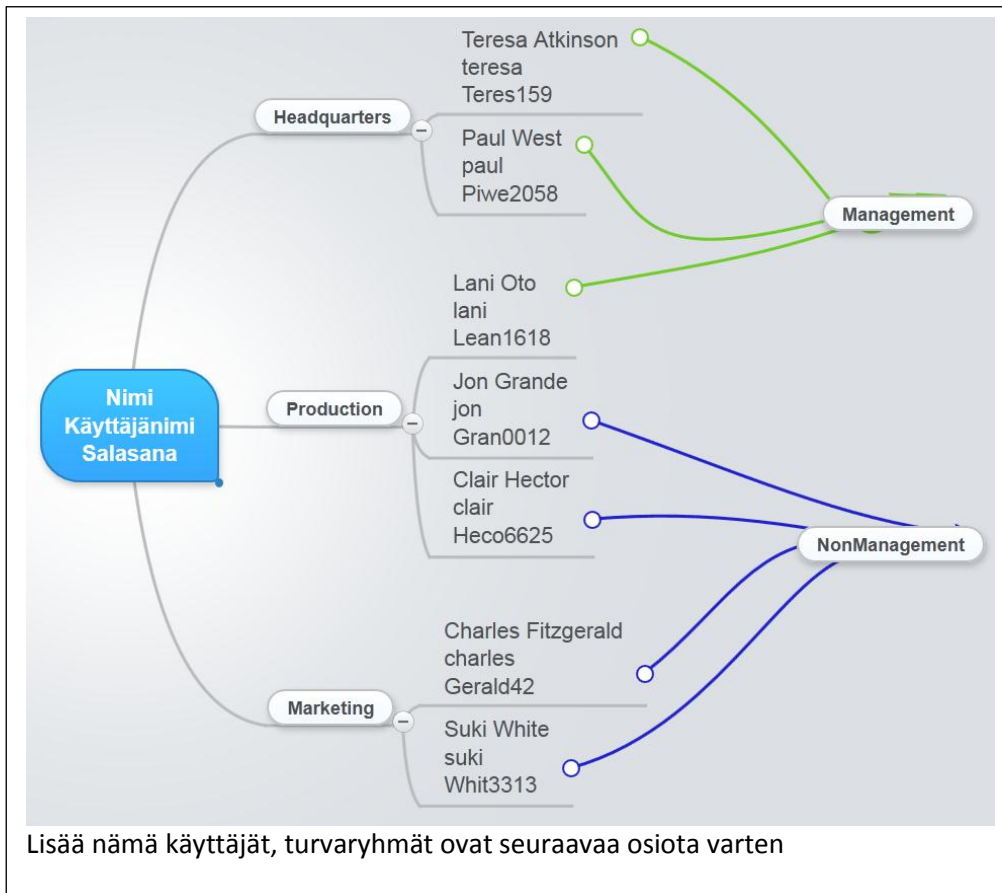 Teresa Atkinson
teresa
Teres159
Headquarters
Paul West
paul
Piwe2058
Management
Lani Oto
lani
Lean1618
Nimi
Käyttäjänimi
Salasana
Production
Jon Grande
jon
Gran0012
Clair Hector
clair
Heco6625
NonManagement
Charles Fitzgerald
charles
Gerald42
Marketing
Suki White
suki
Whit3313
Lisää nämä käyttäjät, turvaryhmät ovat seuraavaa osiota varten